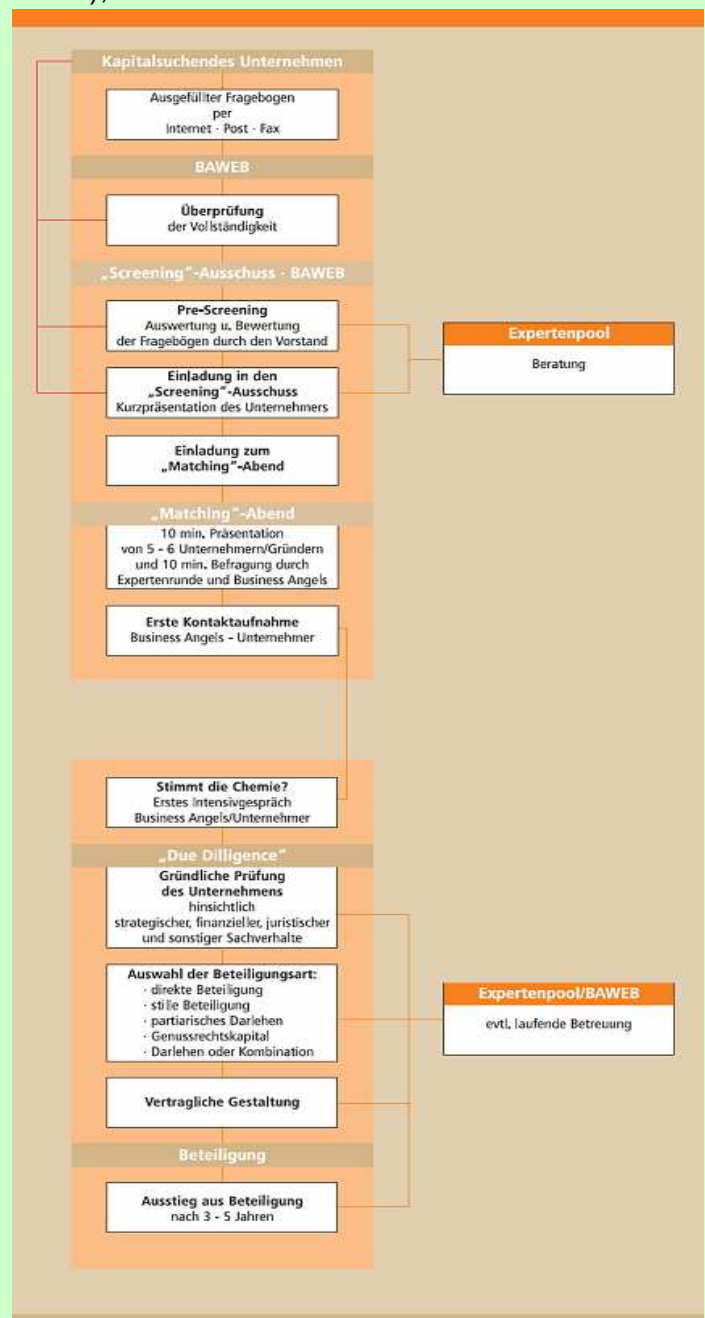 Kapitalsuchendes Unternehmen
Ausgefüllter Fragebogen
per
Internet - Post - Fax
BAWEB
Überprüfung
der Vollständigkeit
„Screening"-Ausschuss - BAWEB
Pre-Screening
Auswertung u. Bewertung
der Fragebögen durch den Vorstand
Expertenpool
Beratung
Einladung in den
„Screening"-Ausschuss
Kurzpräsentation des Unternehmers
Einladung zum
„Matching"-Abend
„Matching"-Abend
10 min. Präsentation
von 5 - 6 Unternehmern/Gründern
und 10 min. Befragung durch
Expertenrunde und Business Angels
Erste Kontaktaufnahme
Business Angels - Unternehmer
Stimmt die Chemie?
Erstes Intensivgespräch
Business Angels/Unternehmer
„Due Dilligence"
Gründliche Prüfung
des Unternehmens
hinsichtlich
strategischer, finanzieller, juristischer
und sonstiger Sachverhalte
Auswahl der Beteiligungsart:
· direkte Beteiligung
· stille Beteiligung
· partiarisches Darlehen
· Genussrechtskapital
· Darlehen oder Kombination
Expertenpool/BAWEB
evtl. laufende Betreuung
Vertragliche Gestaltung
Beteiligung
Ausstieg aus Beteiligung
nach 3 - 5 Jahren